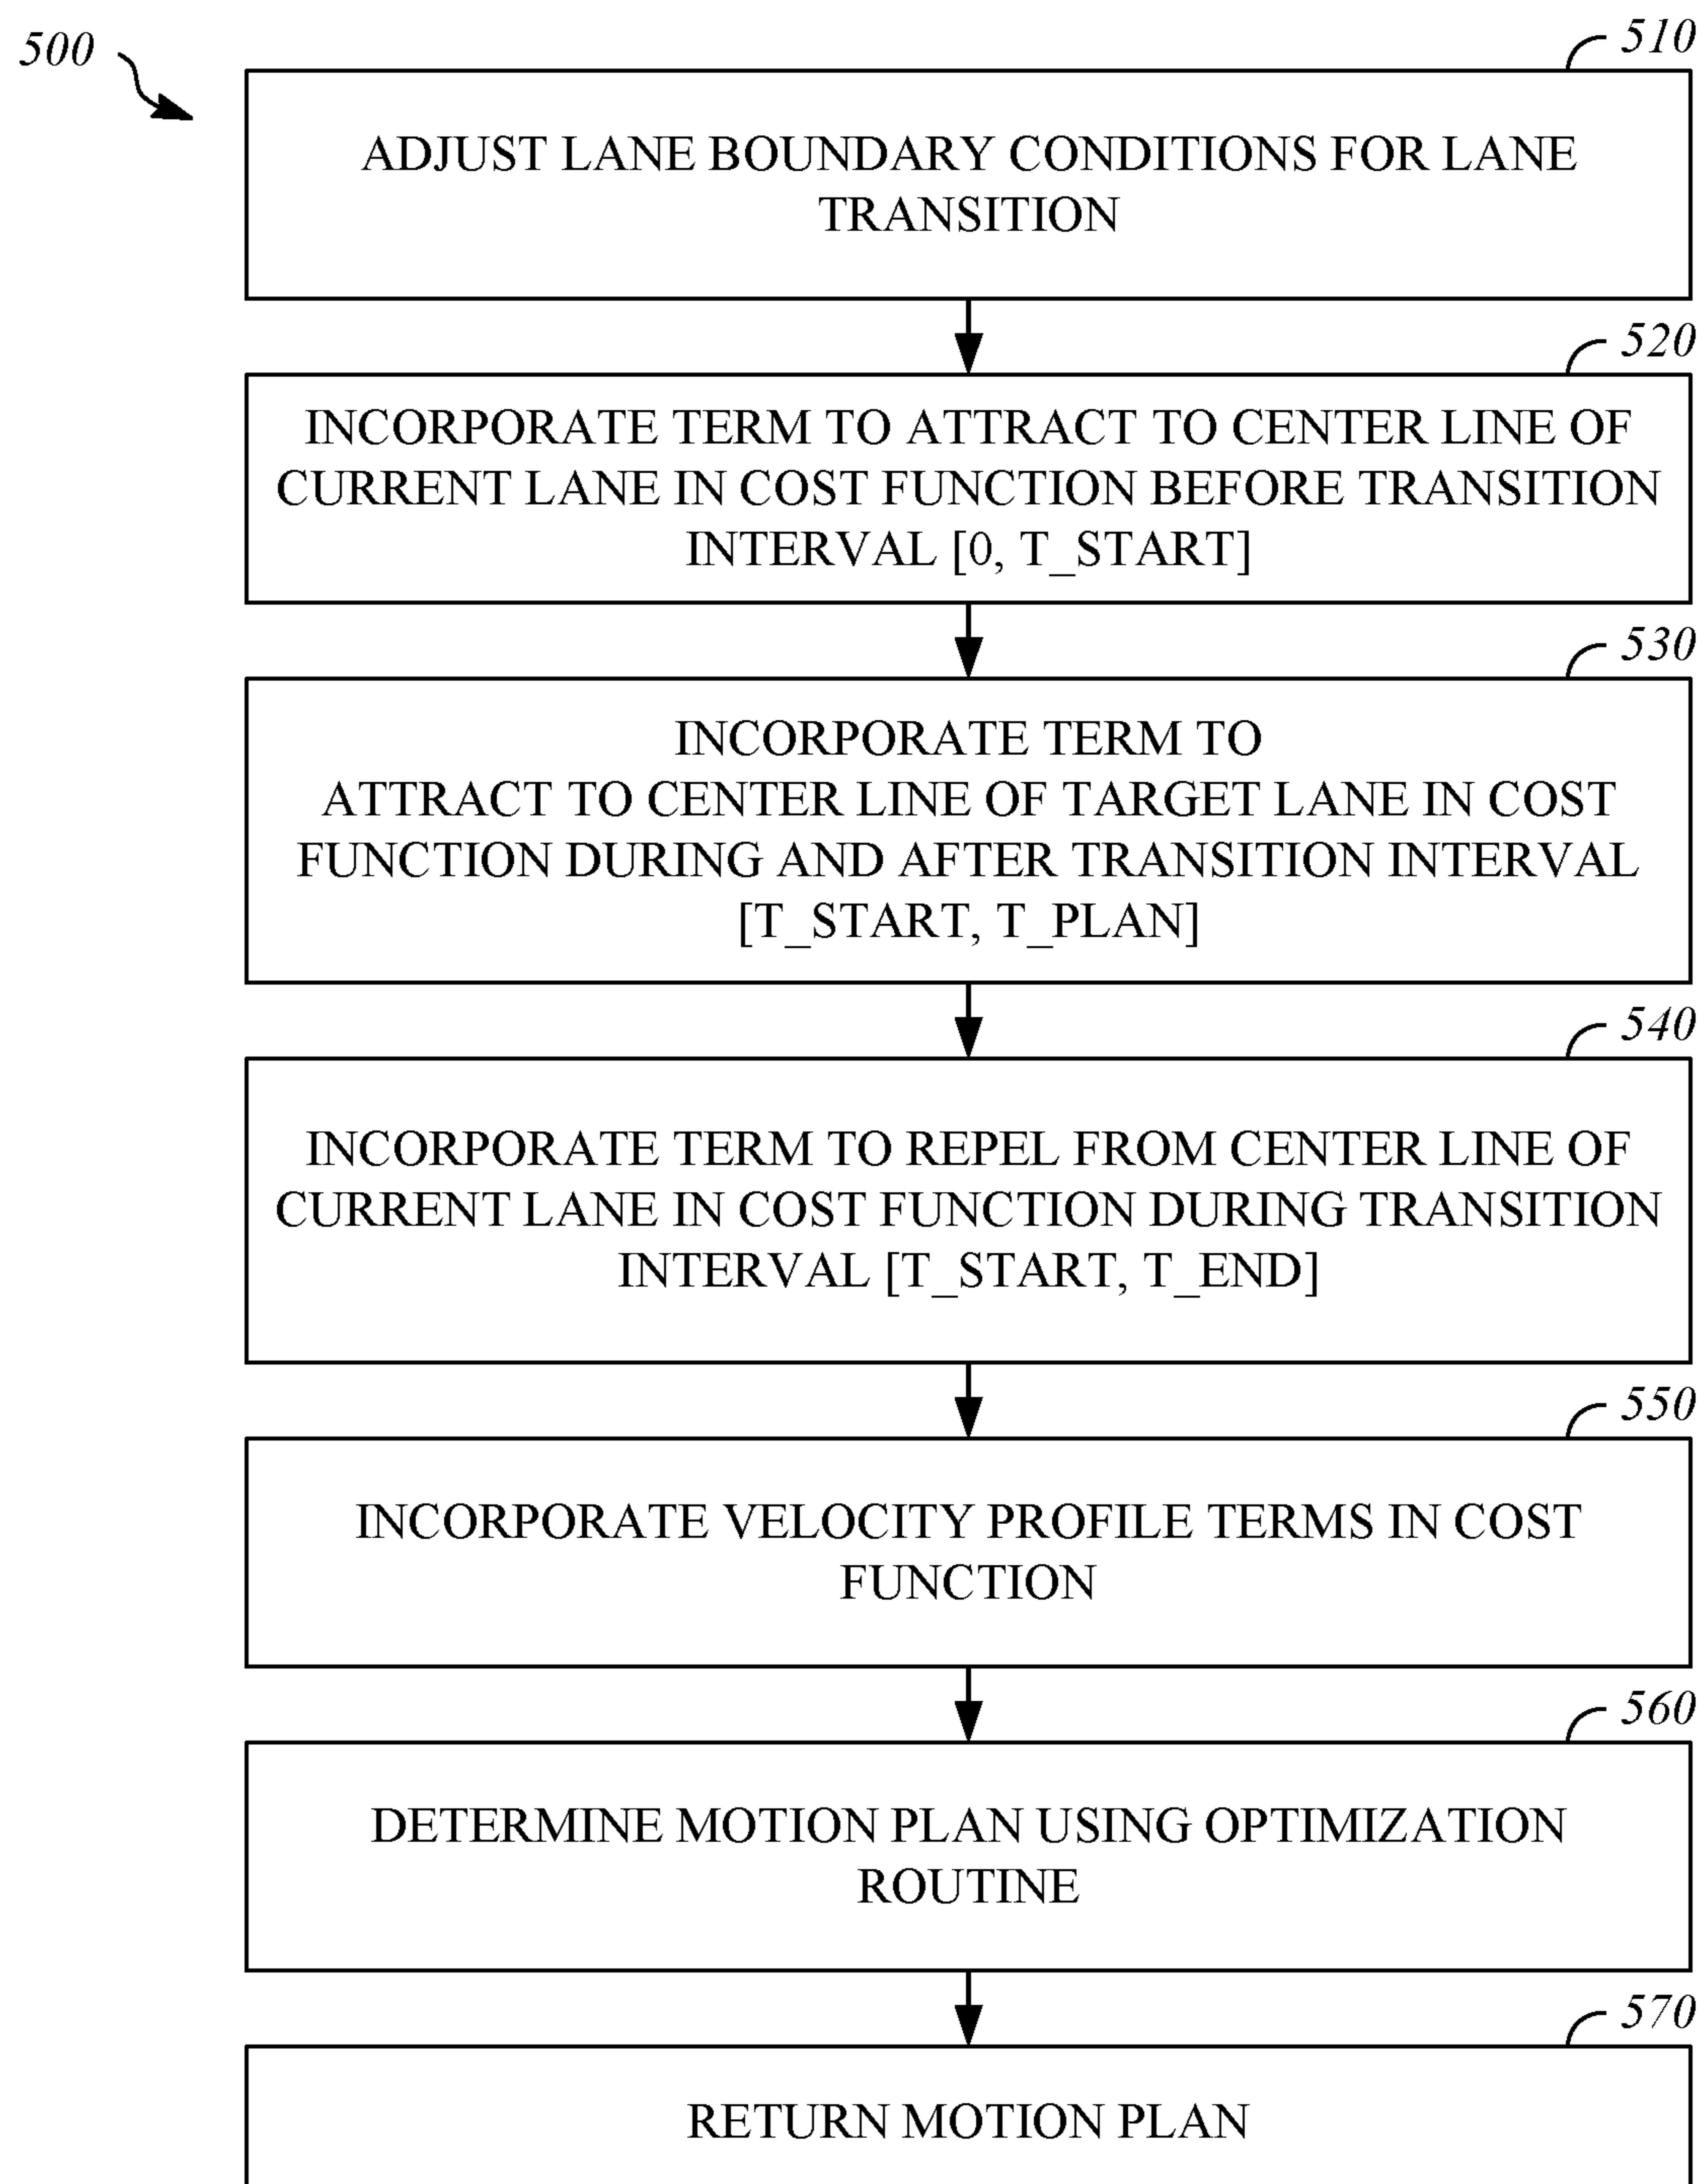 500
510
ADJUST LANE BOUNDARY CONDITIONS FOR LANE
TRANSITION
520
INCORPORATE TERM TO ATTRACT TO CENTER LINE OF
CURRENT LANE IN COST FUNCTION BEFORE TRANSITION
INTERVAL [0, T_START]
530
INCORPORATE TERM TO
ATTRACT TO CENTER LINE OF TARGET LANE IN COST
FUNCTION DURING AND AFTER TRANSITION INTERVAL
[T_START, T_PLAN]
540
INCORPORATE TERM TO REPEL FROM CENTER LINE OF
CURRENT LANE IN COST FUNCTION DURING TRANSITION
INTERVAL [T_START, T_END]
550
INCORPORATE VELOCITY PROFILE TERMS IN COST
FUNCTION
560
DETERMINE MOTION PLAN USING OPTIMIZATION
ROUTINE
570
RETURN MOTION PLAN